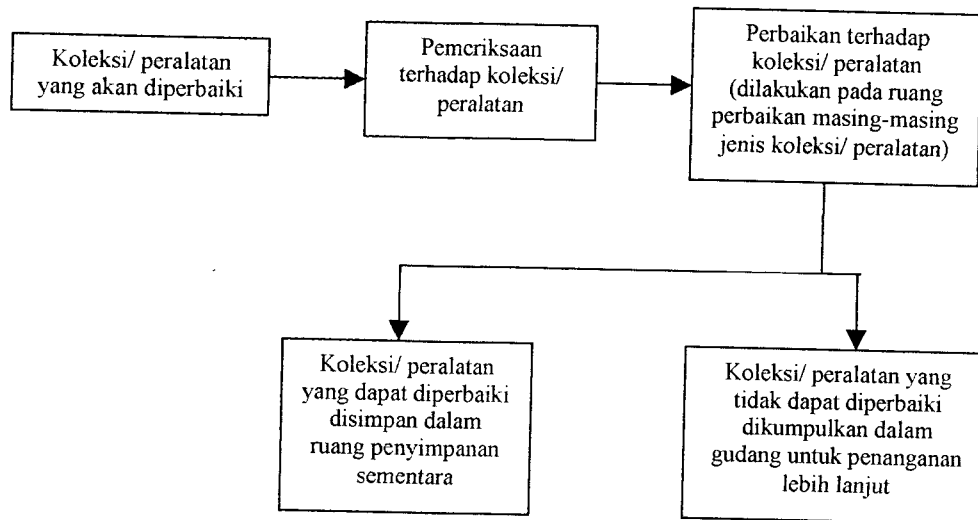 Koleksi/ peralatan
yang akan diperbaiki
Pemeriksaan
terhadap koleksi/
peralatan
Perbaikan terhadap
koleksi/ peralatan
(dilakukan pada ruang
perbaikan masing-masing
jenis koleksi/ peralatan)
Koleksi/ peralatan
yang dapat diperbaiki
disimpan dalam
ruang penyimpanan
sementara
Koleksi/ peralatan yang
tidak dapat diperbaiki
dikumpulkan dalam
gudang untuk penanganan
lebih lanjut